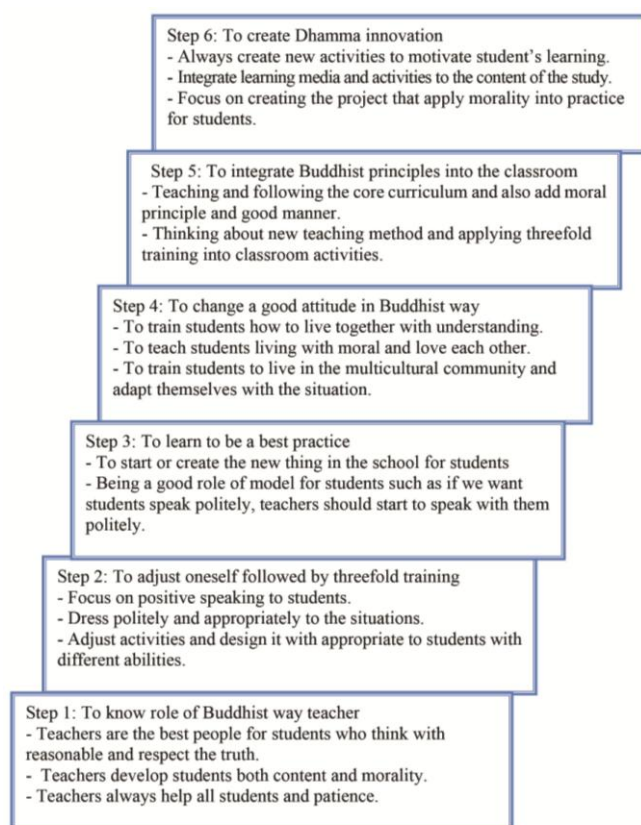 Step 6: To create Dhamma innovation
- Always create new activities to motivate student’s learning.
- Integrate learning media and activities to the content of the study.
- Focus on creating the project that apply morality into practice
for students.
Step 5: To integrate Buddhist principles into the classroom
- Teaching and following the core curriculum and also add moral
principle and good manner.
- Thinking about new teaching method and applying threefold
training into classroom activities.
Step 4: To change a good attitude in Buddhist way
- To train students how to live together with understanding.
- To teach students living with moral and love each other.
- To train students to live in the multicultural community and
adapt themselves with the situation.
Step 3: To learn to be a best practice
- To start or create the new thing in the school for students
- Being a good role of model for students such as if we want
students speak politely, teachers should start to speak with them
politely.
Step 2: To adjust oneself followed by threefold training
- Focus on positive speaking to students.
- Dress politely and appropriately to the situations.
- Adjust activities and design it with appropriate to students with
different abilities.
Step 1: To know role of Buddhist way teacher
- Teachers are the best people for students who think with
reasonable and respect the truth.
- Teachers develop students both content and morality.
- Teachers always help all students and patience.